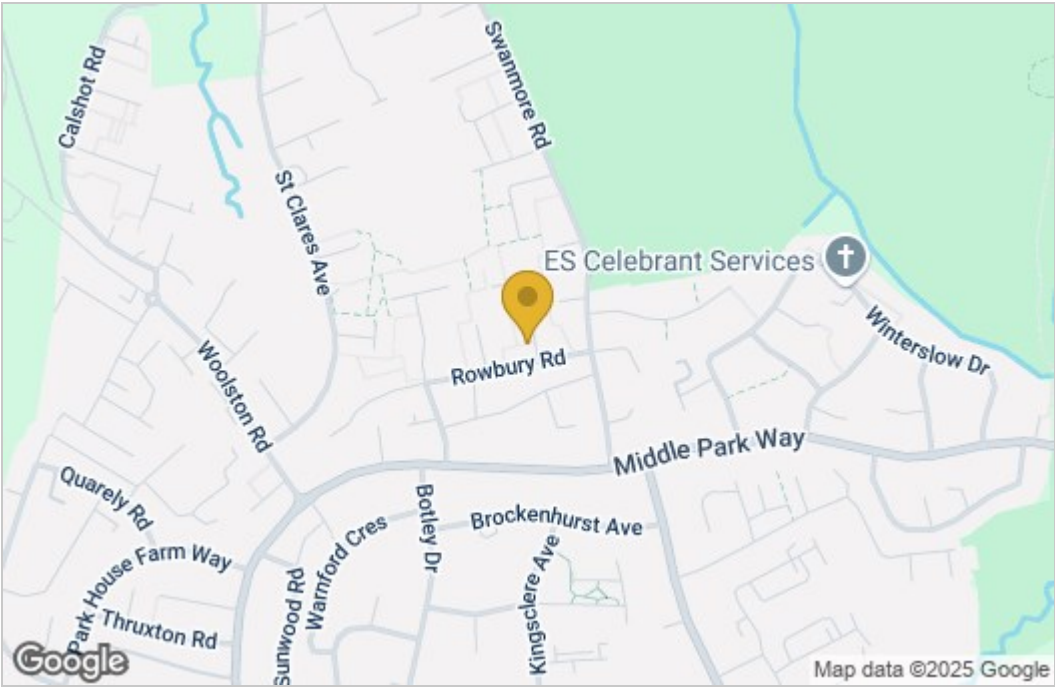 Calshot Rd
Swanmore Rd
St Clares Ave
ES Celebrant Services
Winterslow Dr
Woolston Rd
Rowbury Rd
Middle Park Way
Quarely Rd
Botley Dr
Brockenhurst Ave
Warnford Cres
Kingsclere Ave
Park House Farm Way
Sunwood Rd
Thruxton Rd
Google
Map data ©2025 Google